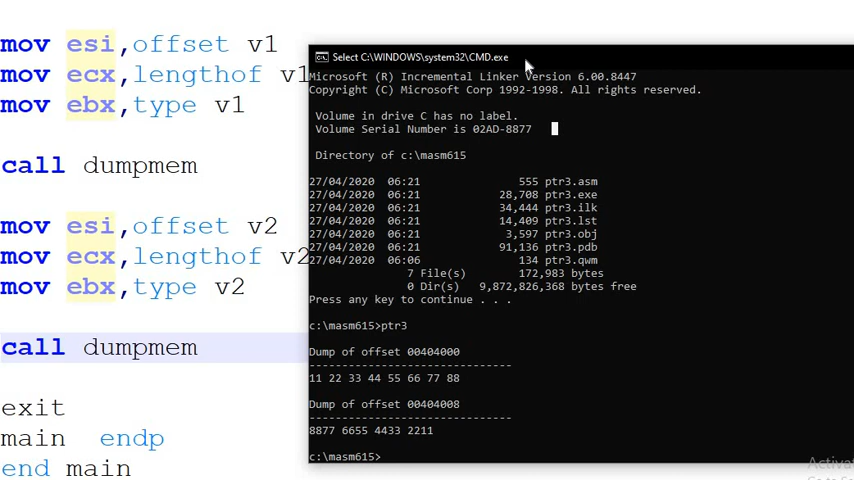 mov esi,offset v1
mov ecx,lengthof v1
mov ebx,type v1
call dumpmem
mov esi,offset v2
mov ecx,lengthof v2
mov ebx,type v2
call dumpmem
exit
main endp
end main
Select C:\WINDOWS\system32\CMD.exe
Microsoft (R) Incremental Linker Version 6.00.8447
Copyright (C) Microsoft Corp 1992-1998. All rights reserved.
Volume in drive C has no label.
Volume Serial Number is 02AD-8877
Directory of c:\masm615
27/04/2020 06:21 555 ptr3.asm
27/04/2020 06:21 28,708 ptr3.exe
27/04/2020 06:21 34,444 ptr3.ilk
27/04/2020 06:21 14,409 ptr3.lst
27/04/2020 06:21 3,597 ptr3.obj
27/04/2020 06:21 91,136 ptr3.pdb
27/04/2020 06:06 134 ptr3.qwm
7 File(s) 172,983 bytes
0 Dir(s) 9,872,826,368 bytes free
Press any key to continue . . .
c:\masm615>ptr3
Dump of offset 00404000
-------------------------------
11 22 33 44 55 66 77 88
Dump of offset 00404008
-------------------------------
8877 6655 4433 2211
c:\masm615>
Activa